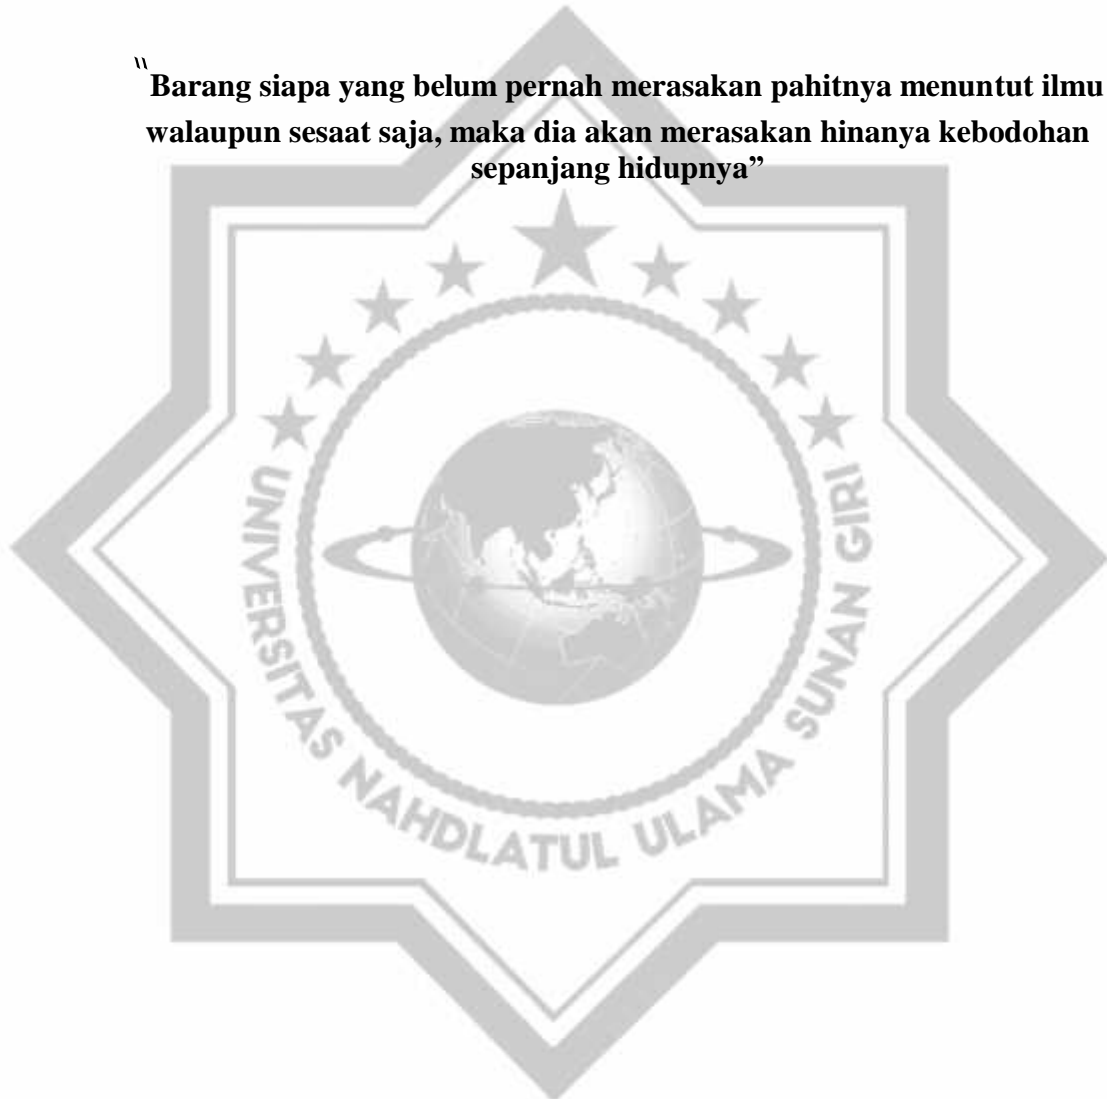 “Barang siapa yang belum pernah merasakan pahitnya menuntut ilmu
walaupun sesaat saja, maka dia akan merasakan hinanya kebodohan
sepanjang hidupnya”
UNIVERSITAS NAHDLATUL ULAMA SUNAN GIRI